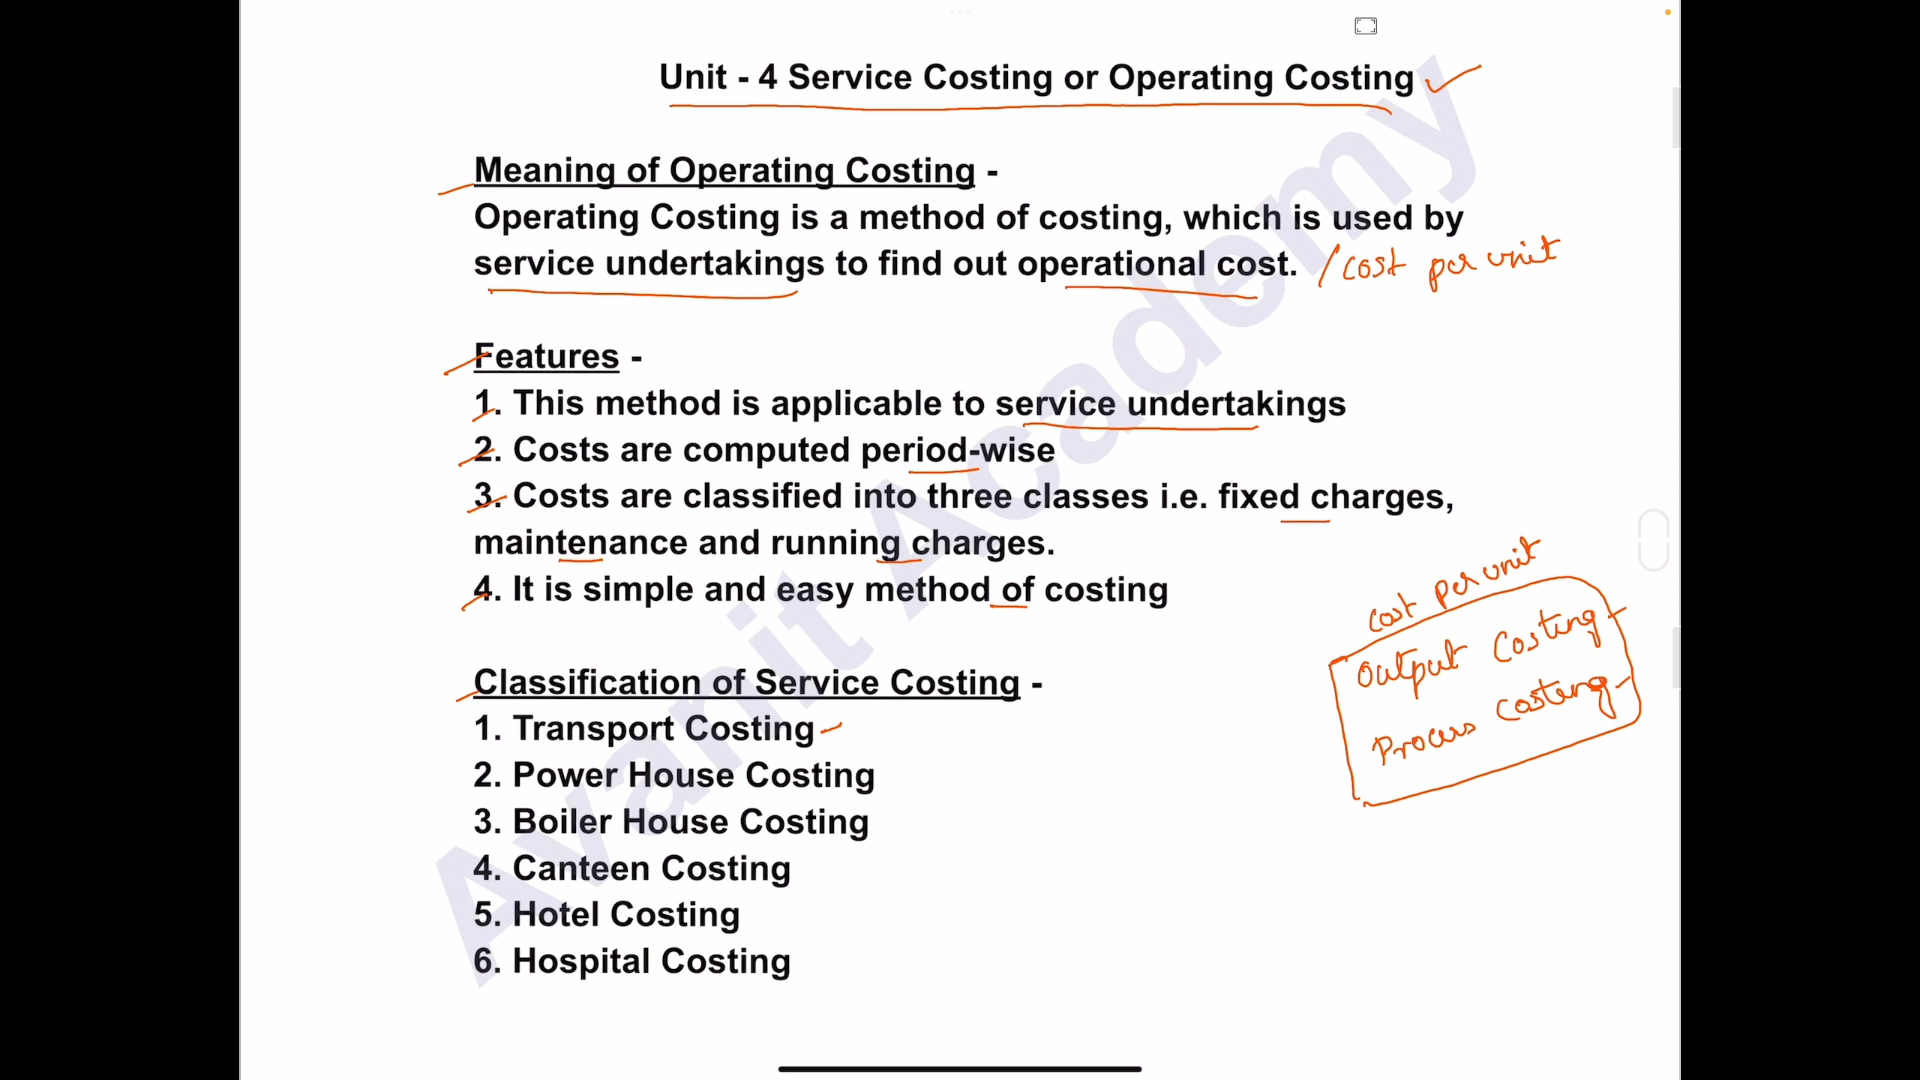 Unit - 4 Service Costing or Operating Costing
Meaning of Operating Costing -
Operating Costing is a method of costing, which is used by
service undertakings to find out operational cost. / cost per unit
Features -
1. This method is applicable to service undertakings
2. Costs are computed period-wise
3. Costs are classified into three classes i.e. fixed charges,
maintenance and running charges.
4. It is simple and easy method of costing
cost per unit
Output Costing -
Process Costing -
Classification of Service Costing -
1. Transport Costing
2. Power House Costing
3. Boiler House Costing
4. Canteen Costing
5. Hotel Costing
6. Hospital Costing
Avanit Academy